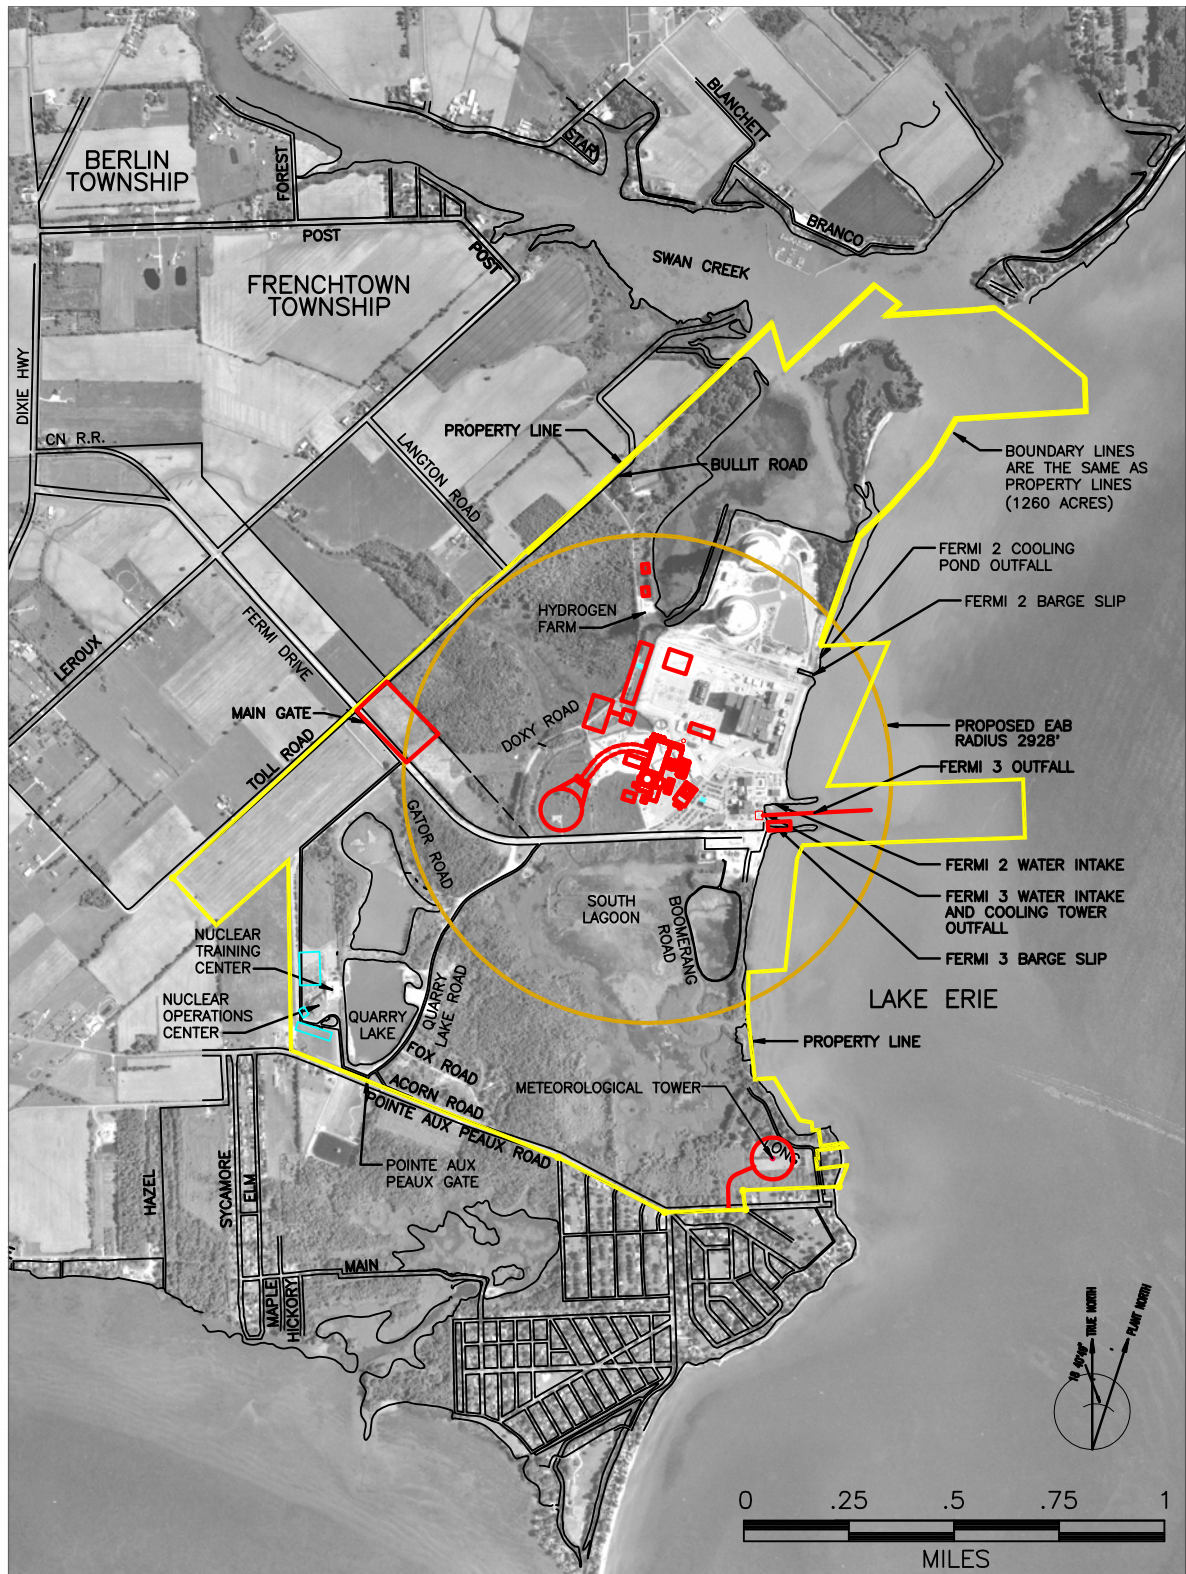 BLANCHETT
STAR
BERLIN
TOWNSHIP
FOREST
POST
POST
BRANCO
SWAN CREEK
FRENCHTOWN
TOWNSHIP
DIXIE HWY
CN R.R.
LANGTON ROAD
PROPERTY LINE
BULLIT ROAD
BOUNDARY LINES
ARE THE SAME AS
PROPERTY LINES
(1260 ACRES)
FERMI 2 COOLING
POND OUTFALL
FERMI 2 BARGE SLIP
HYDROGEN
FARM
LEROUX
FERMI DRIVE
MAIN GATE
DOXY ROAD
TOLL ROAD
PROPOSED EAB
RADIUS 2928'
FERMI 3 OUTFALL
GATOR ROAD
FERMI 2 WATER INTAKE
FERMI 3 WATER INTAKE
AND COOLING TOWER
OUTFALL
FERMI 3 BARGE SLIP
SOUTH
LAGOON
BOOMERANG
ROAD
NUCLEAR
TRAINING
CENTER
NUCLEAR
OPERATIONS
CENTER
QUARRY
LAKE
QUARRY
LAKE ROAD
LAKE ERIE
PROPERTY LINE
FOX ROAD
ACORN ROAD
POINTE AUX PEAUX ROAD
METEOROLOGICAL TOWER
LONG
POINTE AUX
PEAUX GATE
HAZEL
SYCAMORE
ELM
MAIN
MAPLE
HICKORY
TRUE NORTH
PLANT NORTH
0 .25 .5 .75 1
MILES